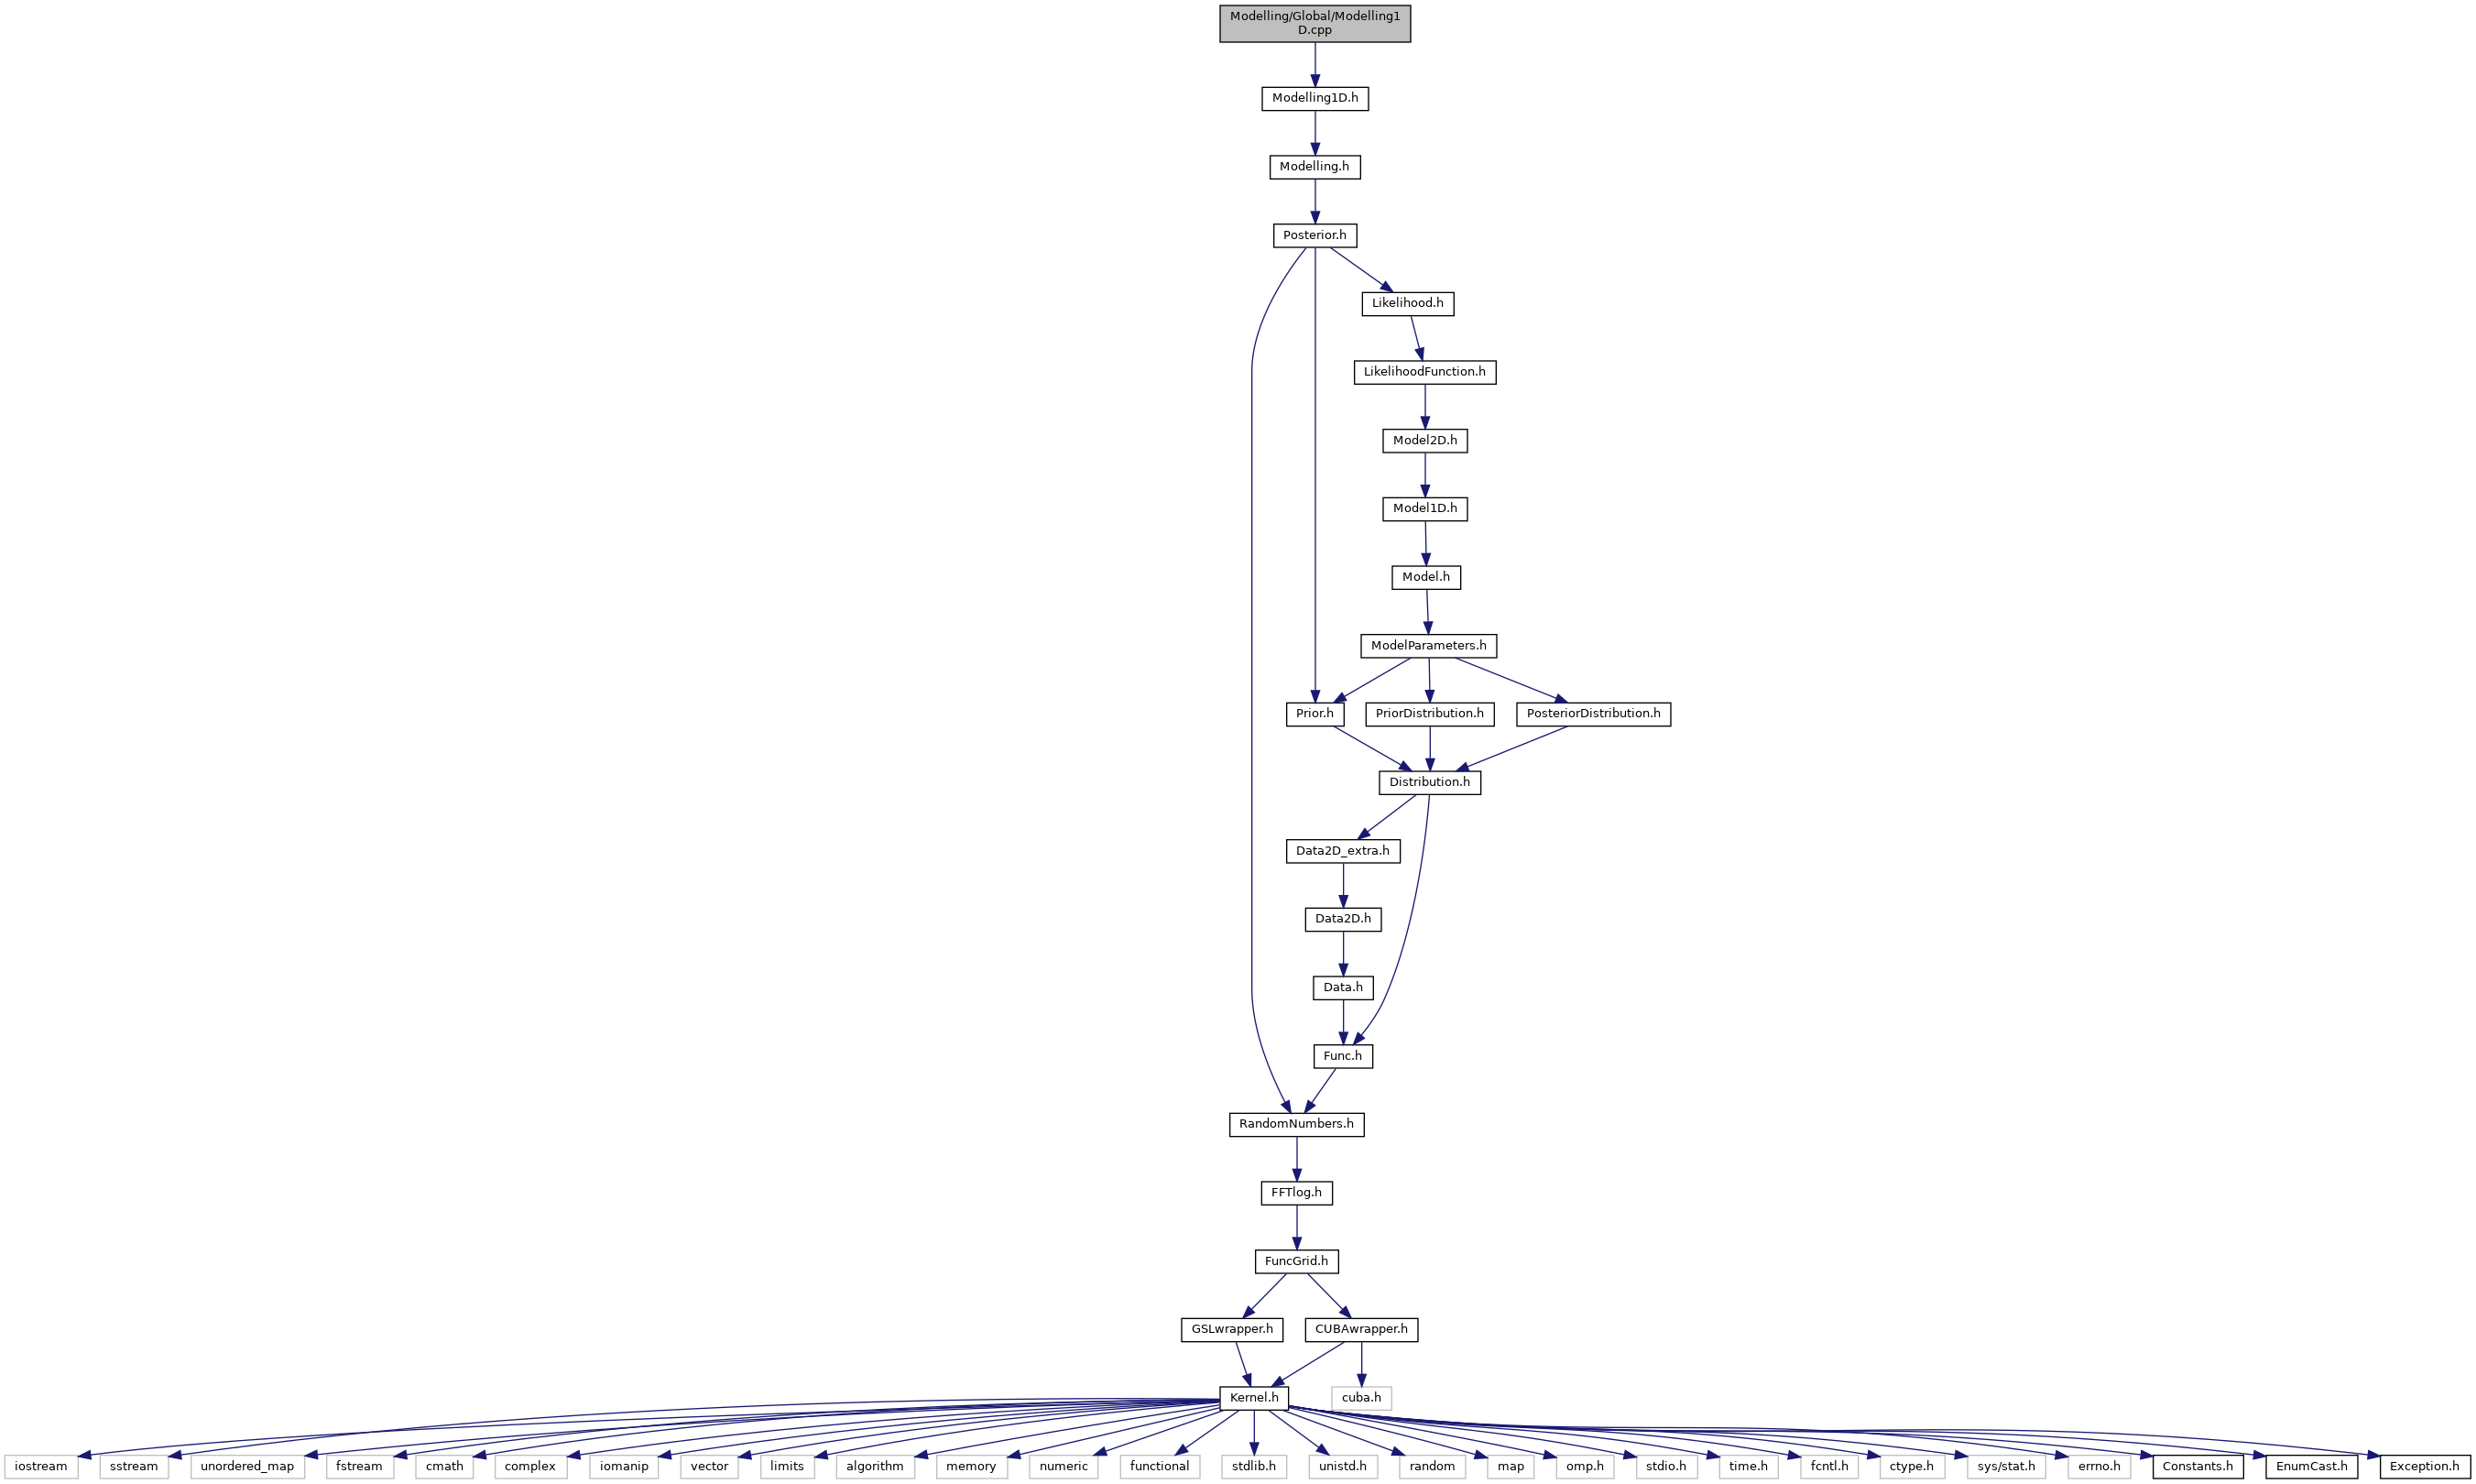 Modelling/Global/Modelling1
D.cpp
Modelling1D.h
Modelling.h
Posterior.h
Likelihood.h
LikelihoodFunction.h
Model2D.h
Model1D.h
Model.h
ModelParameters.h
Prior.h
PriorDistribution.h
PosteriorDistribution.h
Distribution.h
Data2D_extra.h
Data2D.h
Data.h
Func.h
RandomNumbers.h
FFTlog.h
FuncGrid.h
GSLwrapper.h
CUBAwrapper.h
Kernel.h
cuba.h
iostream
sstream
unordered_map
fstream
cmath
complex
iomanip
vector
limits
algorithm
memory
numeric
functional
stdlib.h
unistd.h
random
map
omp.h
stdio.h
time.h
fcntl.h
ctype.h
sys/stat.h
errno.h
Constants.h
EnumCast.h
Exception.h